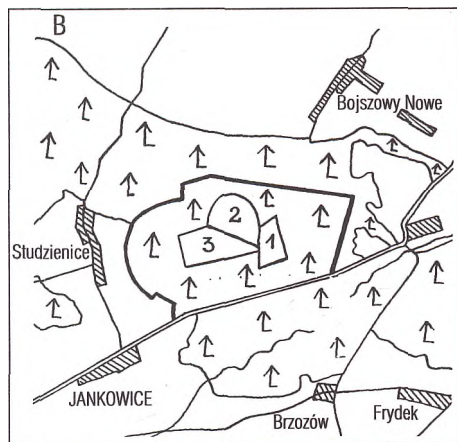 B
Bojszowy Nowe
Studzienice
2
3
1
JANKOWICE
Brzozów
Frydek